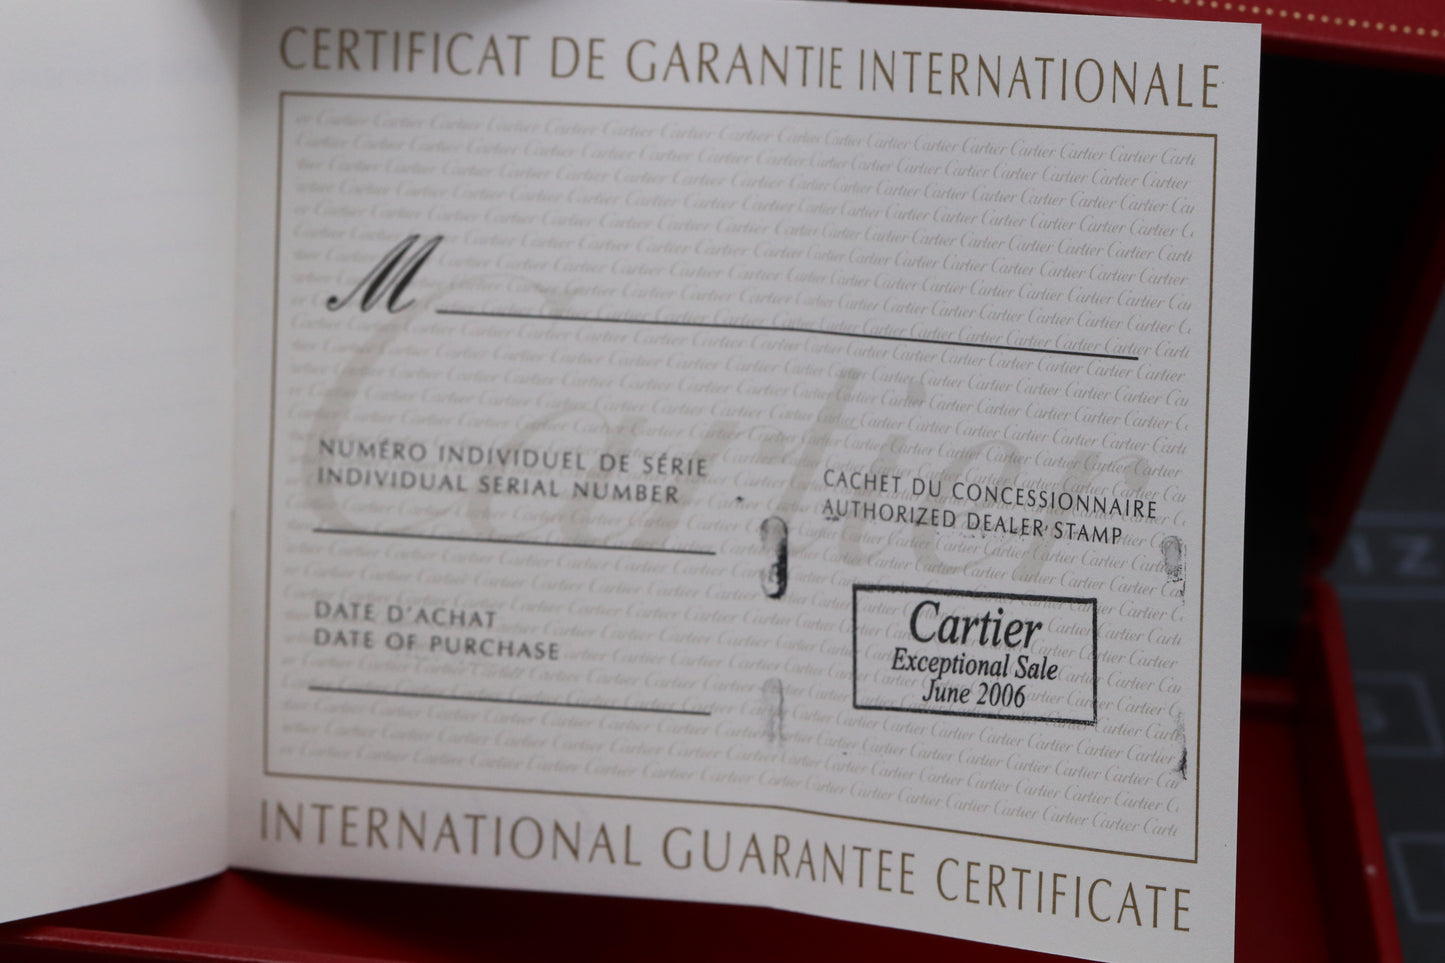 CERTIFICAT DE GARANTIE INTERNATIONALE
M
NUMÉRO INDIVIDUEL DE SÉRIE
INDIVIDUAL SERIAL NUMBER
CACHET DU CONCESSIONNAIRE
AUTHORIZED DEALER STAMP
DATE D'ACHAT
DATE OF PURCHASE
Cartier
Exceptional Sale
June 2006
Cartier
INTERNATIONAL GUARANTEE CERTIFICATE